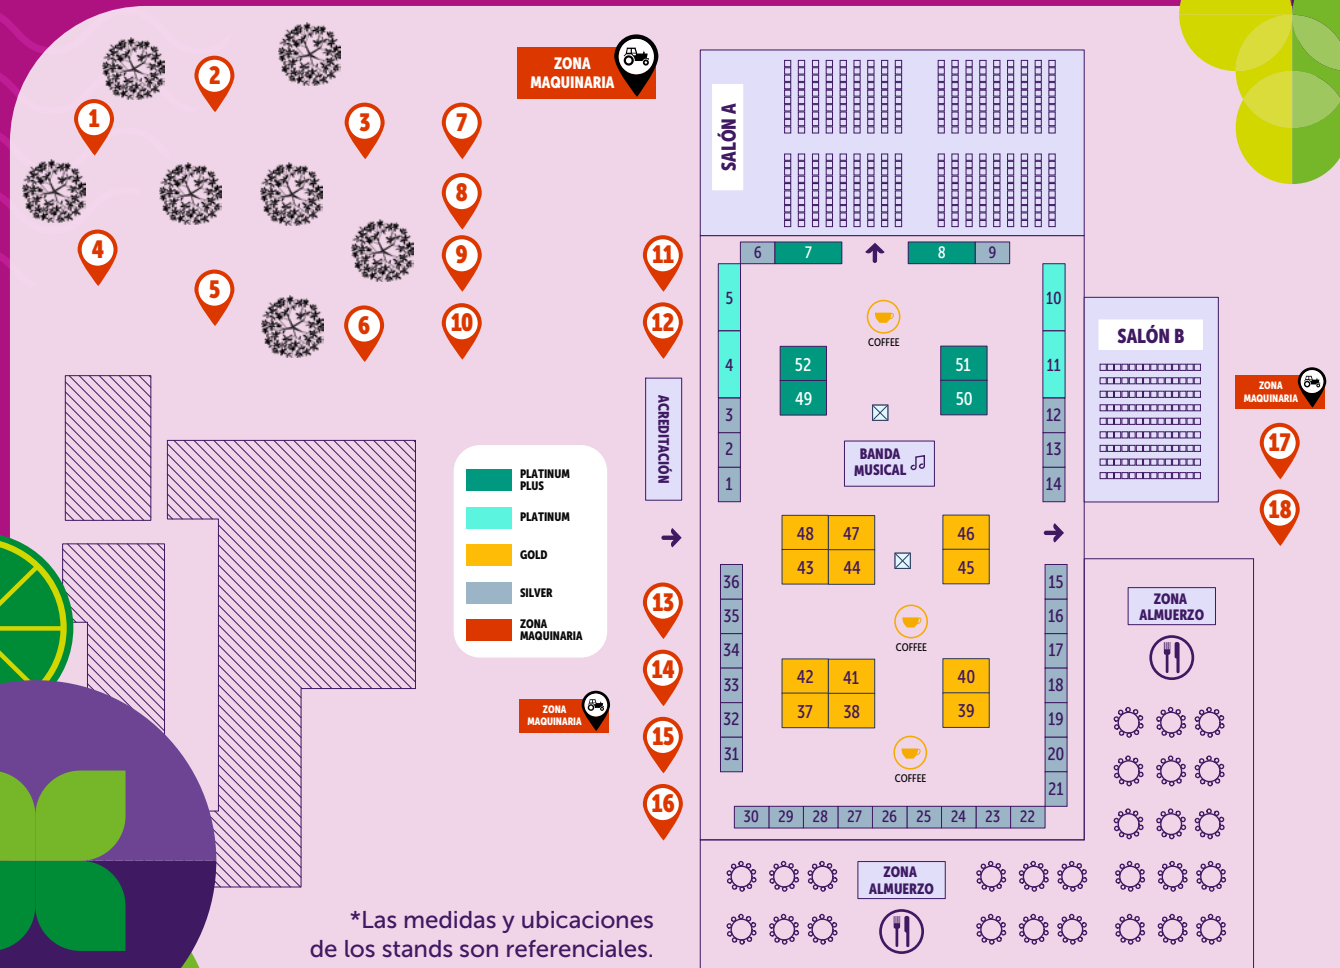 1
2
3
4
5
6
7
8
9
10
11
12
ZONA
MAQUINARIA
SALÓN A
6
7
8
9
5
4
3
2
1
COFFEE
52
49
51
50
10
11
12
13
14
BANDA
MUSICAL
SALÓN B
ZONA
MAQUINARIA
17
18
ACREDITACIÓN
PLATINUM
PLUS
PLATINUM
GOLD
SILVER
ZONA
MAQUINARIA
48 47
43 44
46
45
36
35
34
33
32
31
COFFEE
42 41
37 38
40
39
COFFEE
15
16
17
18
19
20
21
30 29 28 27 26 25 24 23 22
13
14
15
16
ZONA
MAQUINARIA
ZONA
ALMUERZO
ZONA
ALMUERZO
*Las medidas y ubicaciones
de los stands son referenciales.